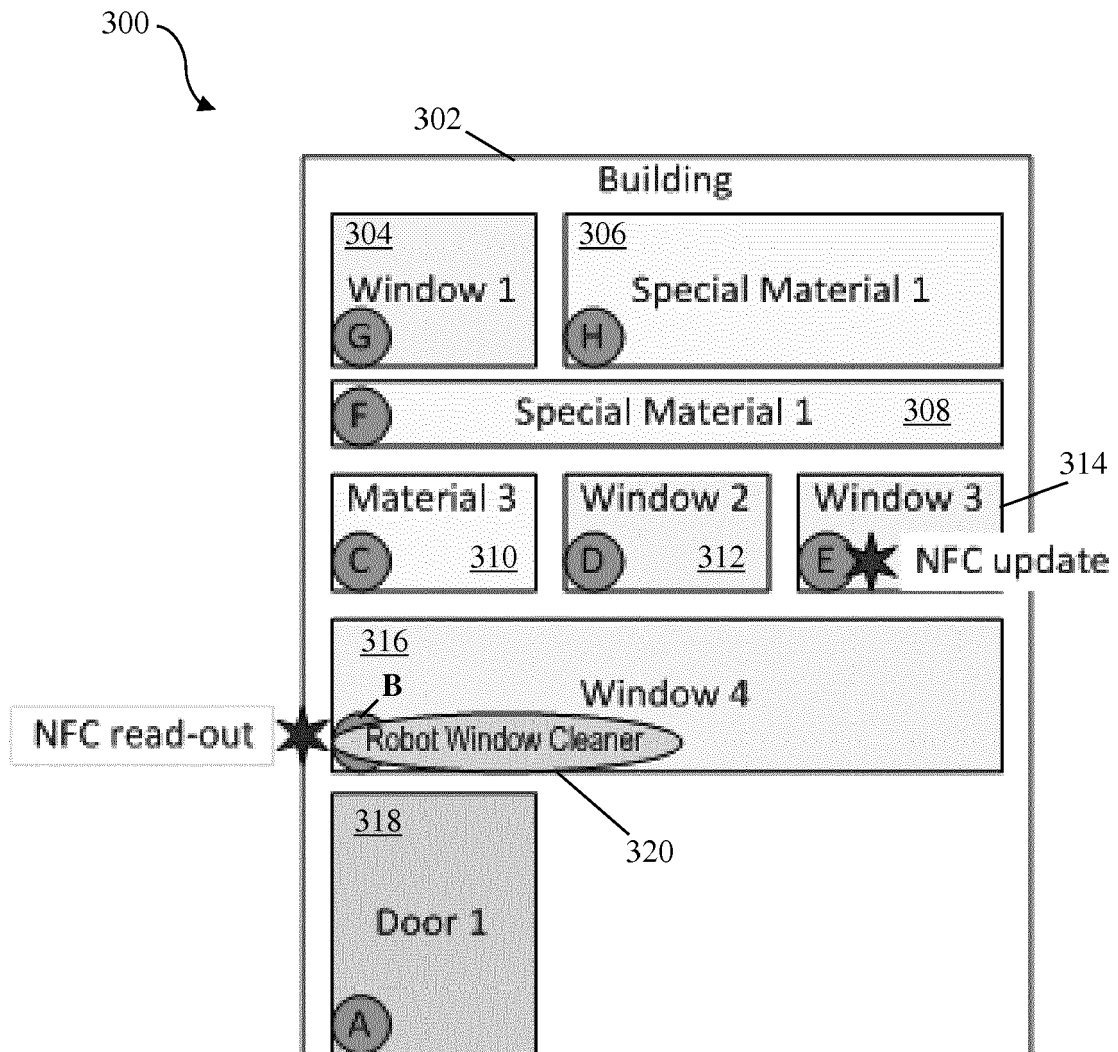 300
302
Building
304
Window 1
G
306
Special Material 1
H
F
Special Material 1
308
Material 3
C
310
Window 2
D
312
Window 3
E
314
NFC update
316
B
Window 4
NFC read-out
Robot Window Cleaner
320
318
Door 1
A